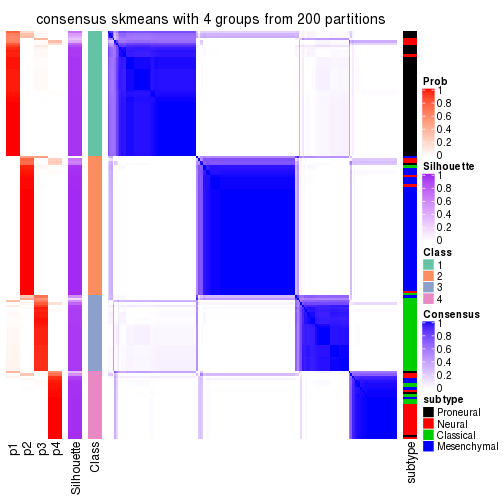 consensus skmeans with 4 groups from 200 partitions
Prob
1
0.8
0.6
0.4
0.2
0
Silhouette
1
0.8
0.6
0.4
0.2
0
Class
1
2
3
4
Consensus
1
0.8
0.6
0.4
0.2
0
subtype
Proneural
Neural
Classical
Mesenchymal
p1
p2
p3
p4
Silhouette
Class
subtype